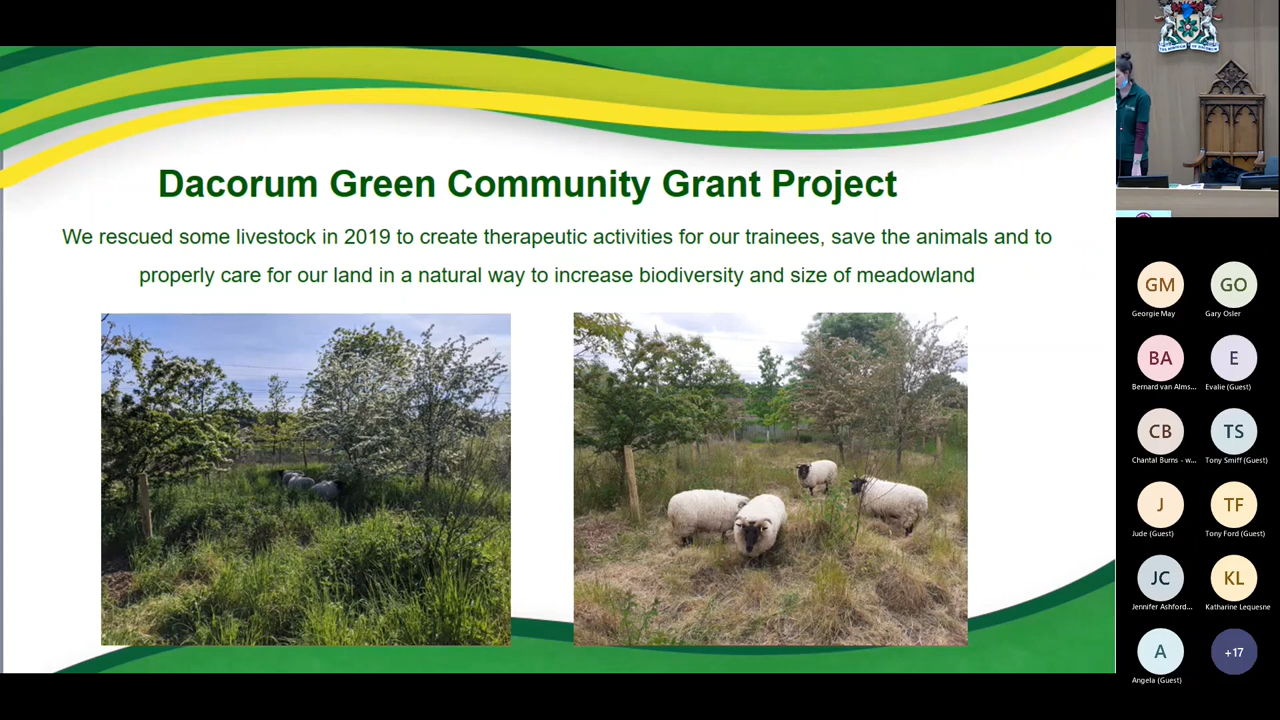 Dacorum Green Community Grant Project
We rescued some livestock in 2019 to create therapeutic activities for our trainees, save the animals and to
properly care for our land in a natural way to increase biodiversity and size of meadowland
GM
Georgie May
GO
Gary Osler
BA
Bernard van Alms...
E
Evalie (Guest)
CB
Chantal Burns - w...
TS
Tony Smiff (Guest)
J
Jude (Guest)
TF
Tony Ford (Guest)
JC
Jennifer Ashford...
KL
Katharine Lequesne
A
Angela (Guest)
+17